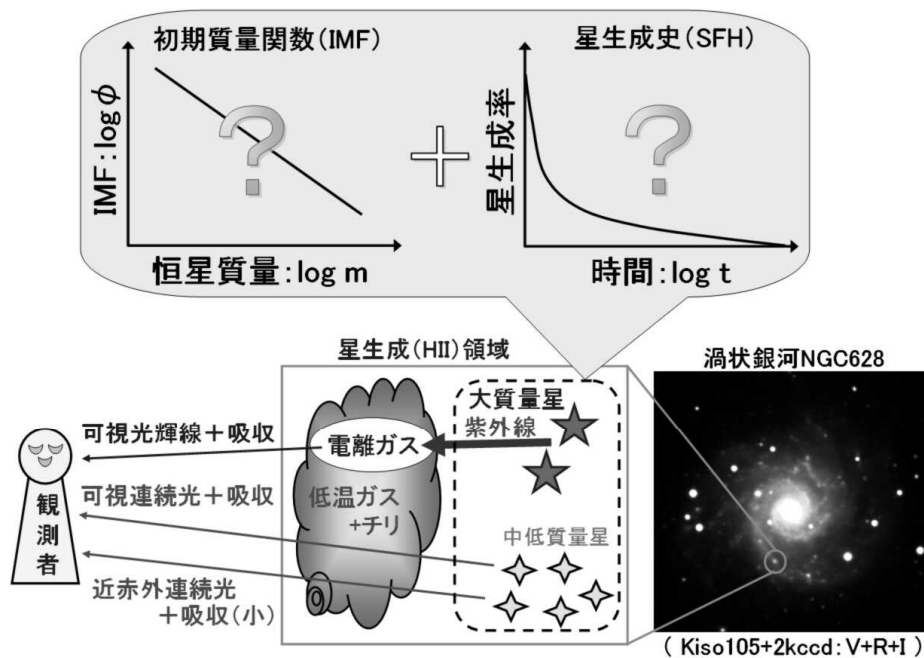 初期質量関数(IMF)
IMF:logφ
?
恒星質量:log m
+
星生成史(SFH)
星生成率
?
時間:log t
星生成(HII)領域
渦状銀河NGC628
大質量星
紫外線
電離ガス
可視光輝線+吸収
低温ガス
+チリ
可視連続光+吸収
中低質量星
観測者
近赤外連続光
+吸収(小)
( Kiso105+2kccd:V+R+I )